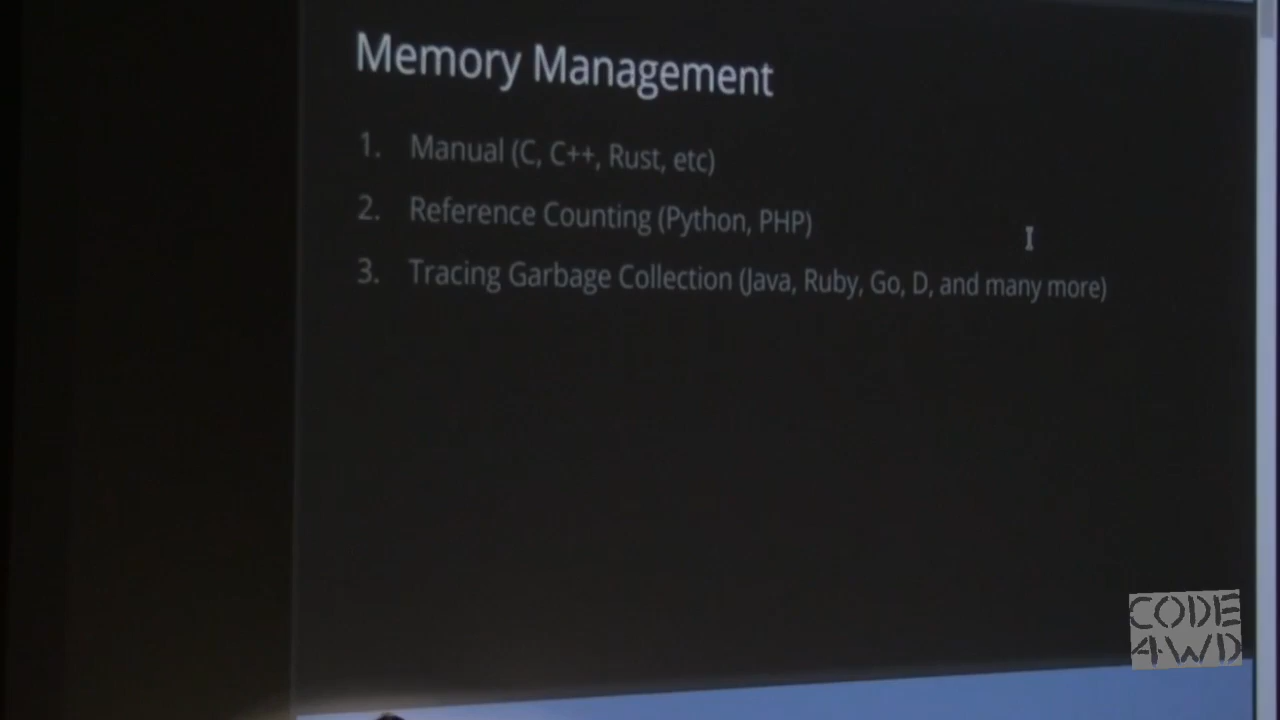 Memory Management
1. Manual (C, C++, Rust, etc)
2. Reference Counting (Python, PHP)
3. Tracing Garbage Collection (Java, Ruby, Go, D, and many more)
CODE
4WD